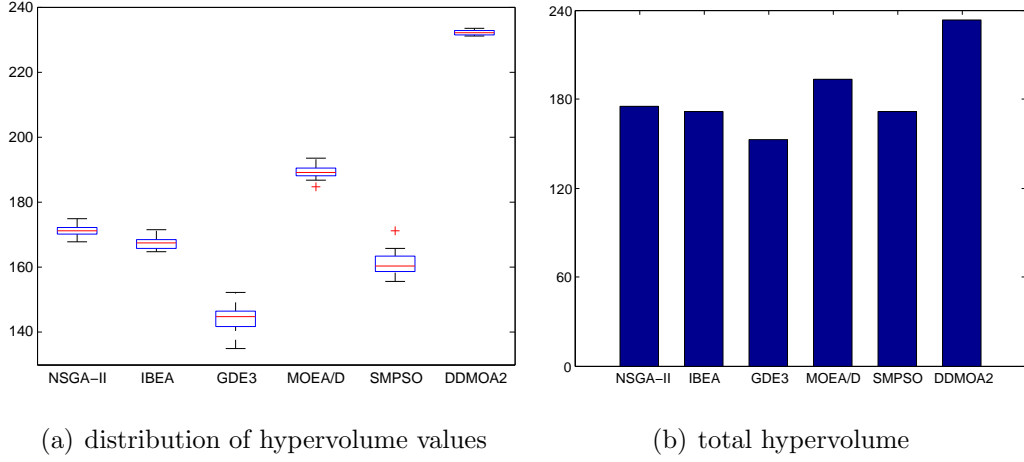 240
220
200
180
160
140
NSGA-II IBEA GDE3 MOEA/D SMPSO DDMOA2
(a) distribution of hypervolume values
240
180
120
60
0
NSGA-II IBEA GDE3 MOEA/D SMPSO DDMOA2
(b) total hypervolume